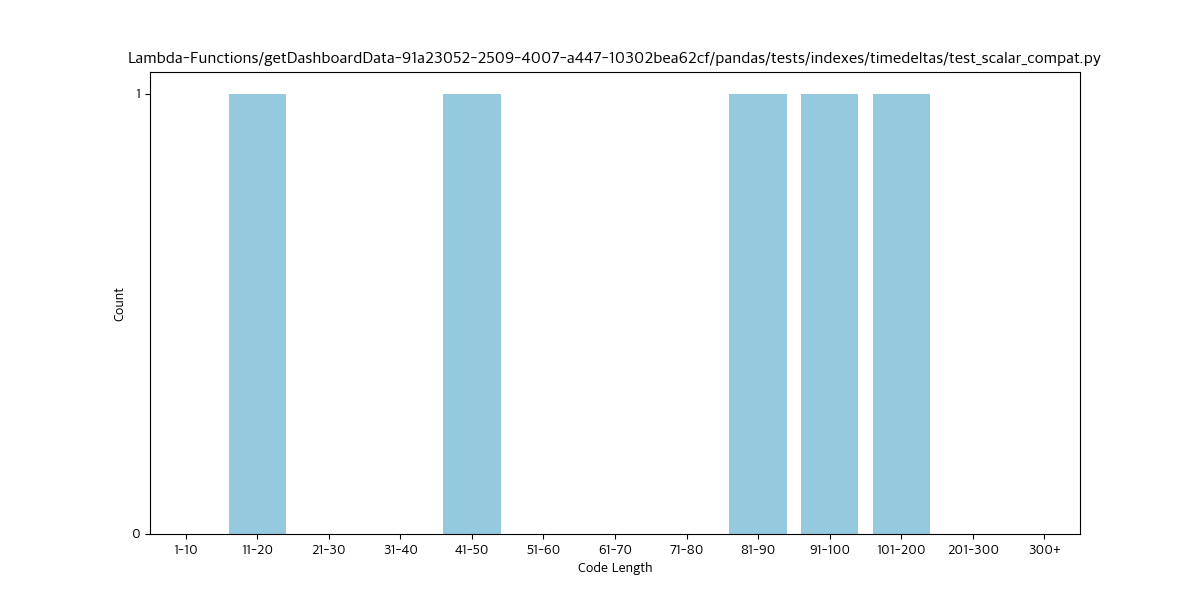 Lambda-Functions/getDashboardData-91a23052-2509-4007-a447-10302bea62cf/pandas/tests/indexes/timedeltas/test_scalar_compat.py
1
Count
0
1-10 11-20 21-30 31-40 41-50 51-60 61-70 71-80 81-90 91-100 101-200 201-300 300+
Code Length